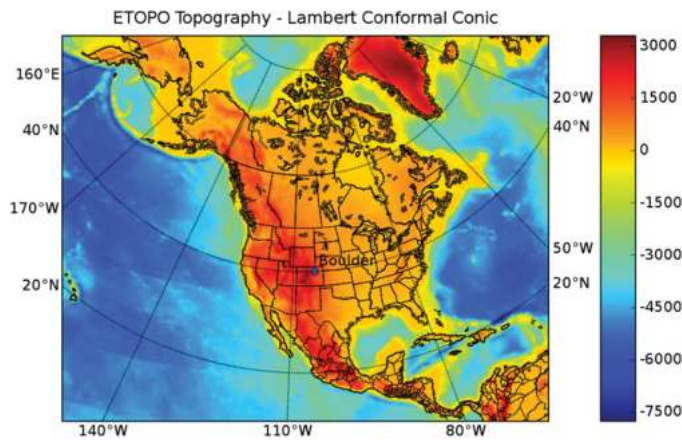 ETOPO Topography - Lambert Conformal Conic
160°E
40°N
170°W
20°N
140°W
110°W
80°W
20°W
40°N
50°W
20°N
Boulder
3000
1500
0
-1500
-3000
-4500
-6000
-7500